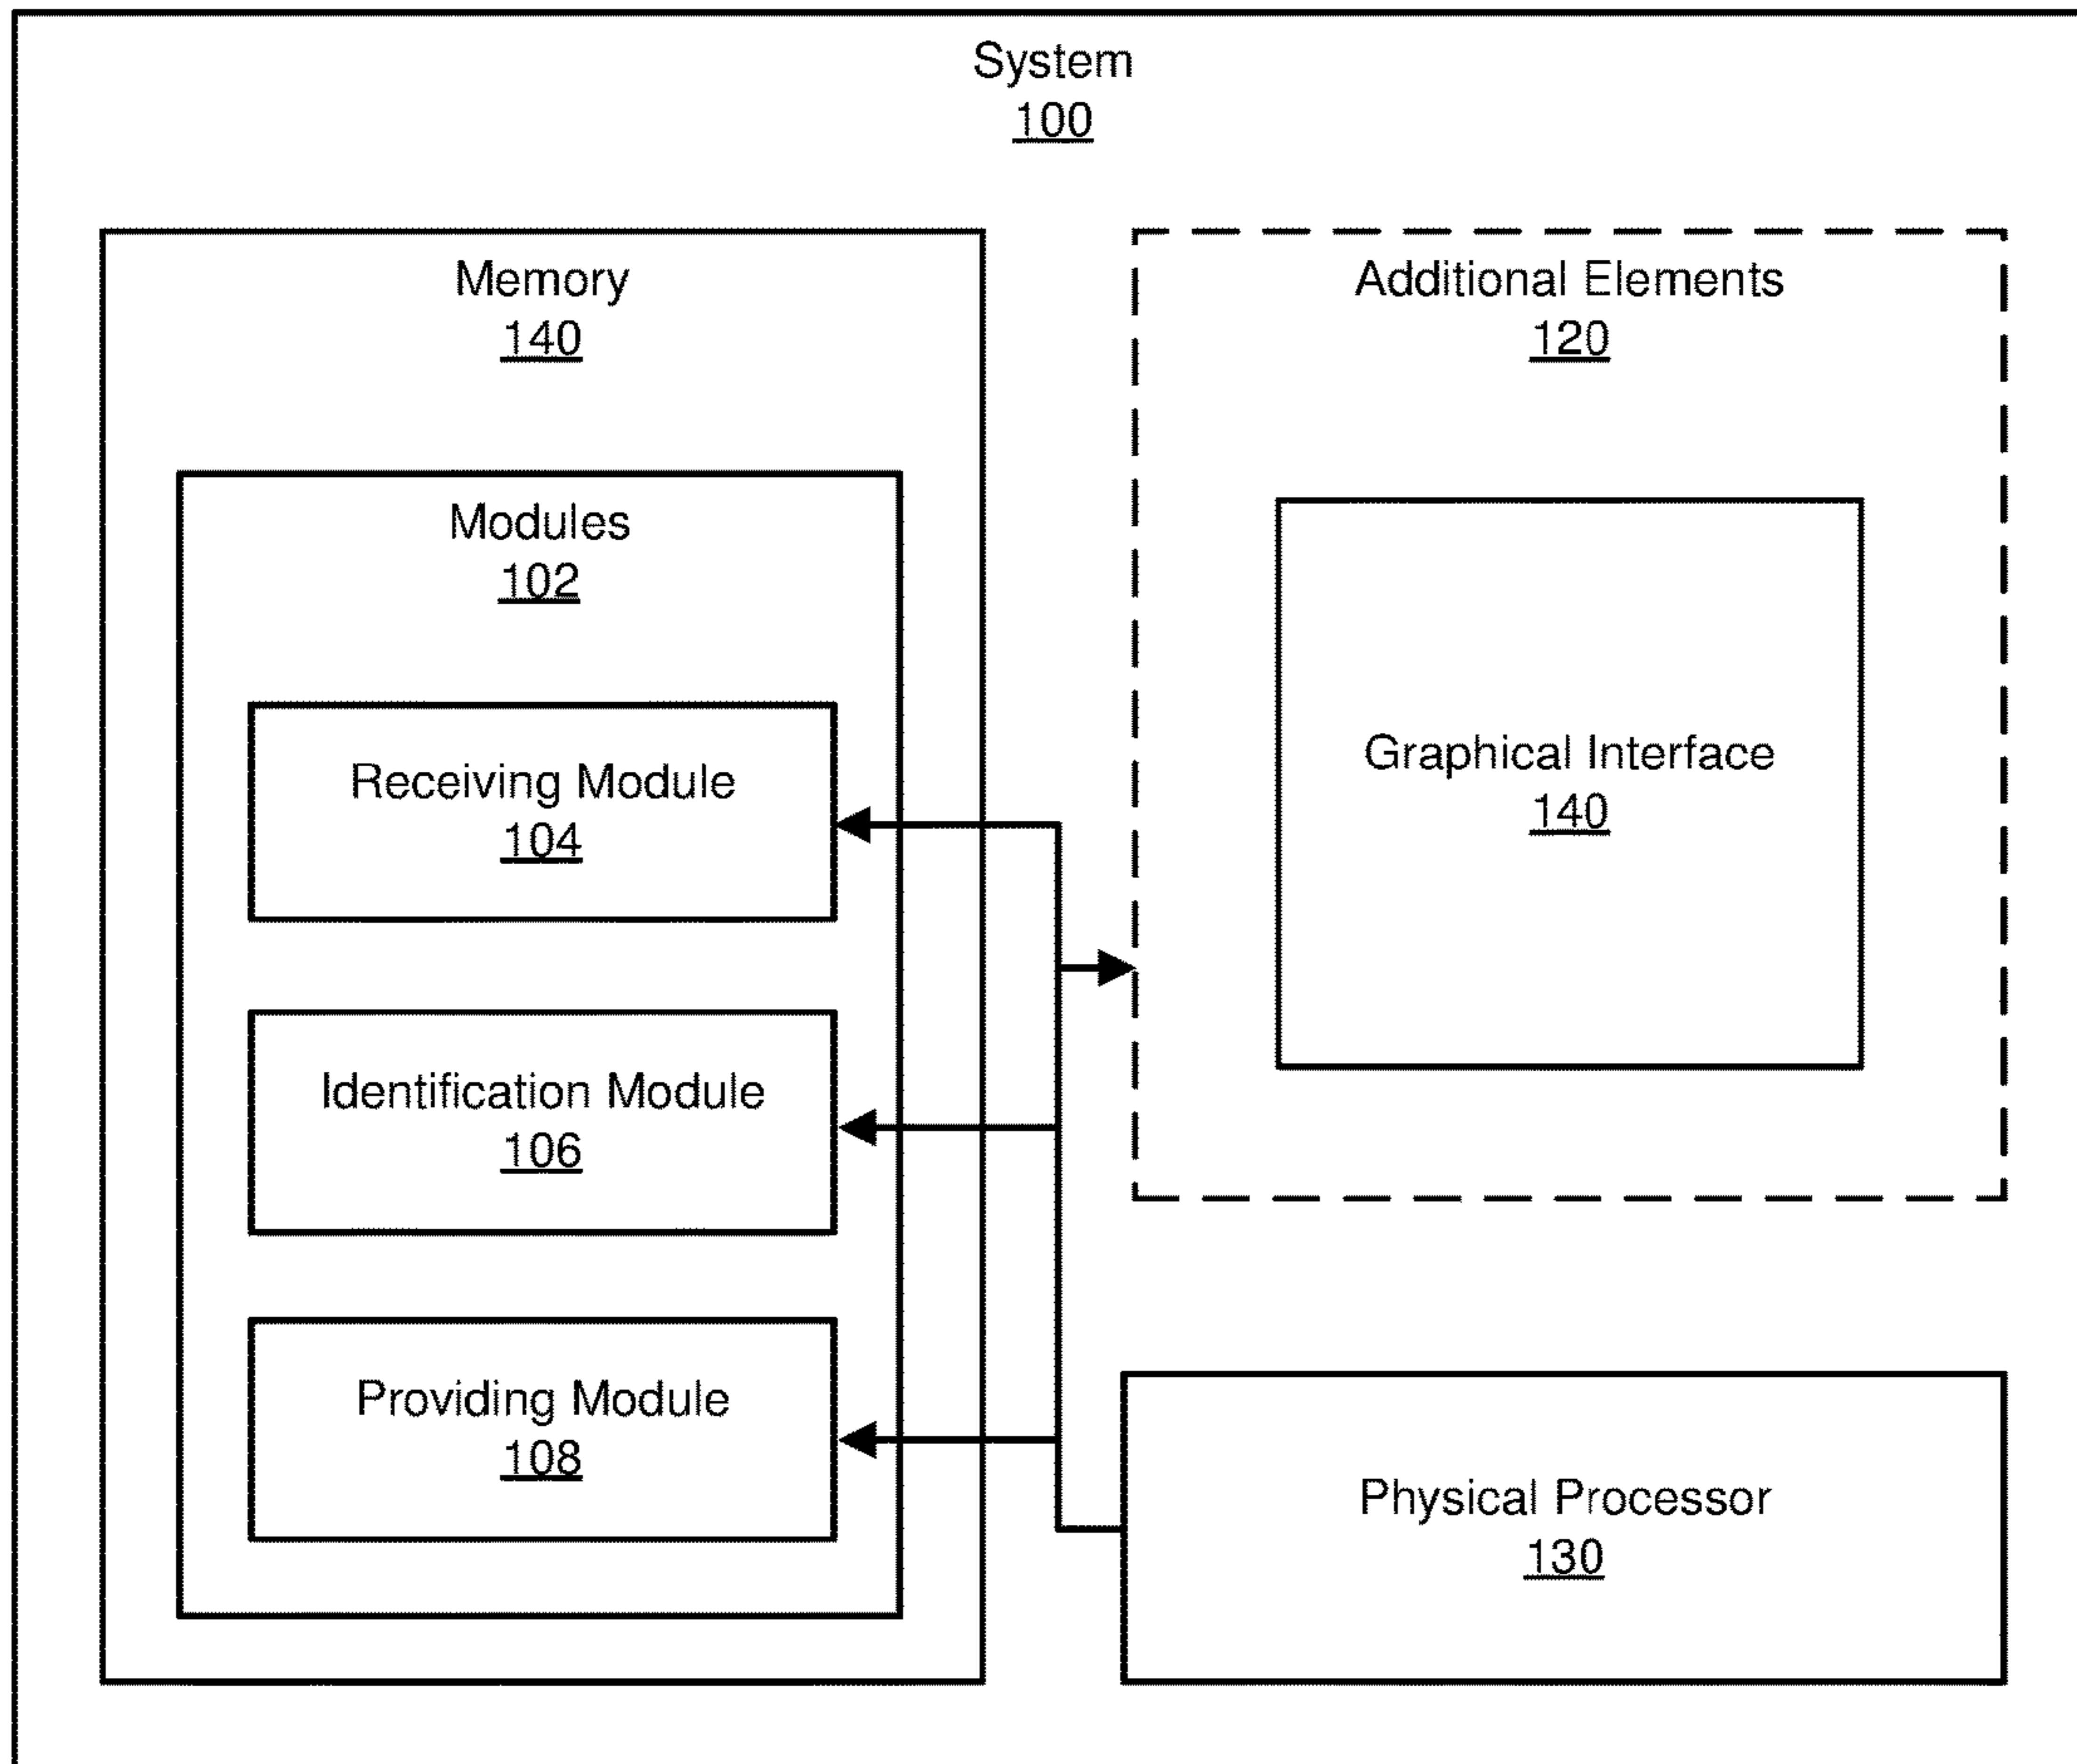 System
100
Memory
140
Modules
102
Receiving Module
104
Identification Module
106
Providing Module
108
Additional Elements
120
Graphical Interface
140
Physical Processor
130